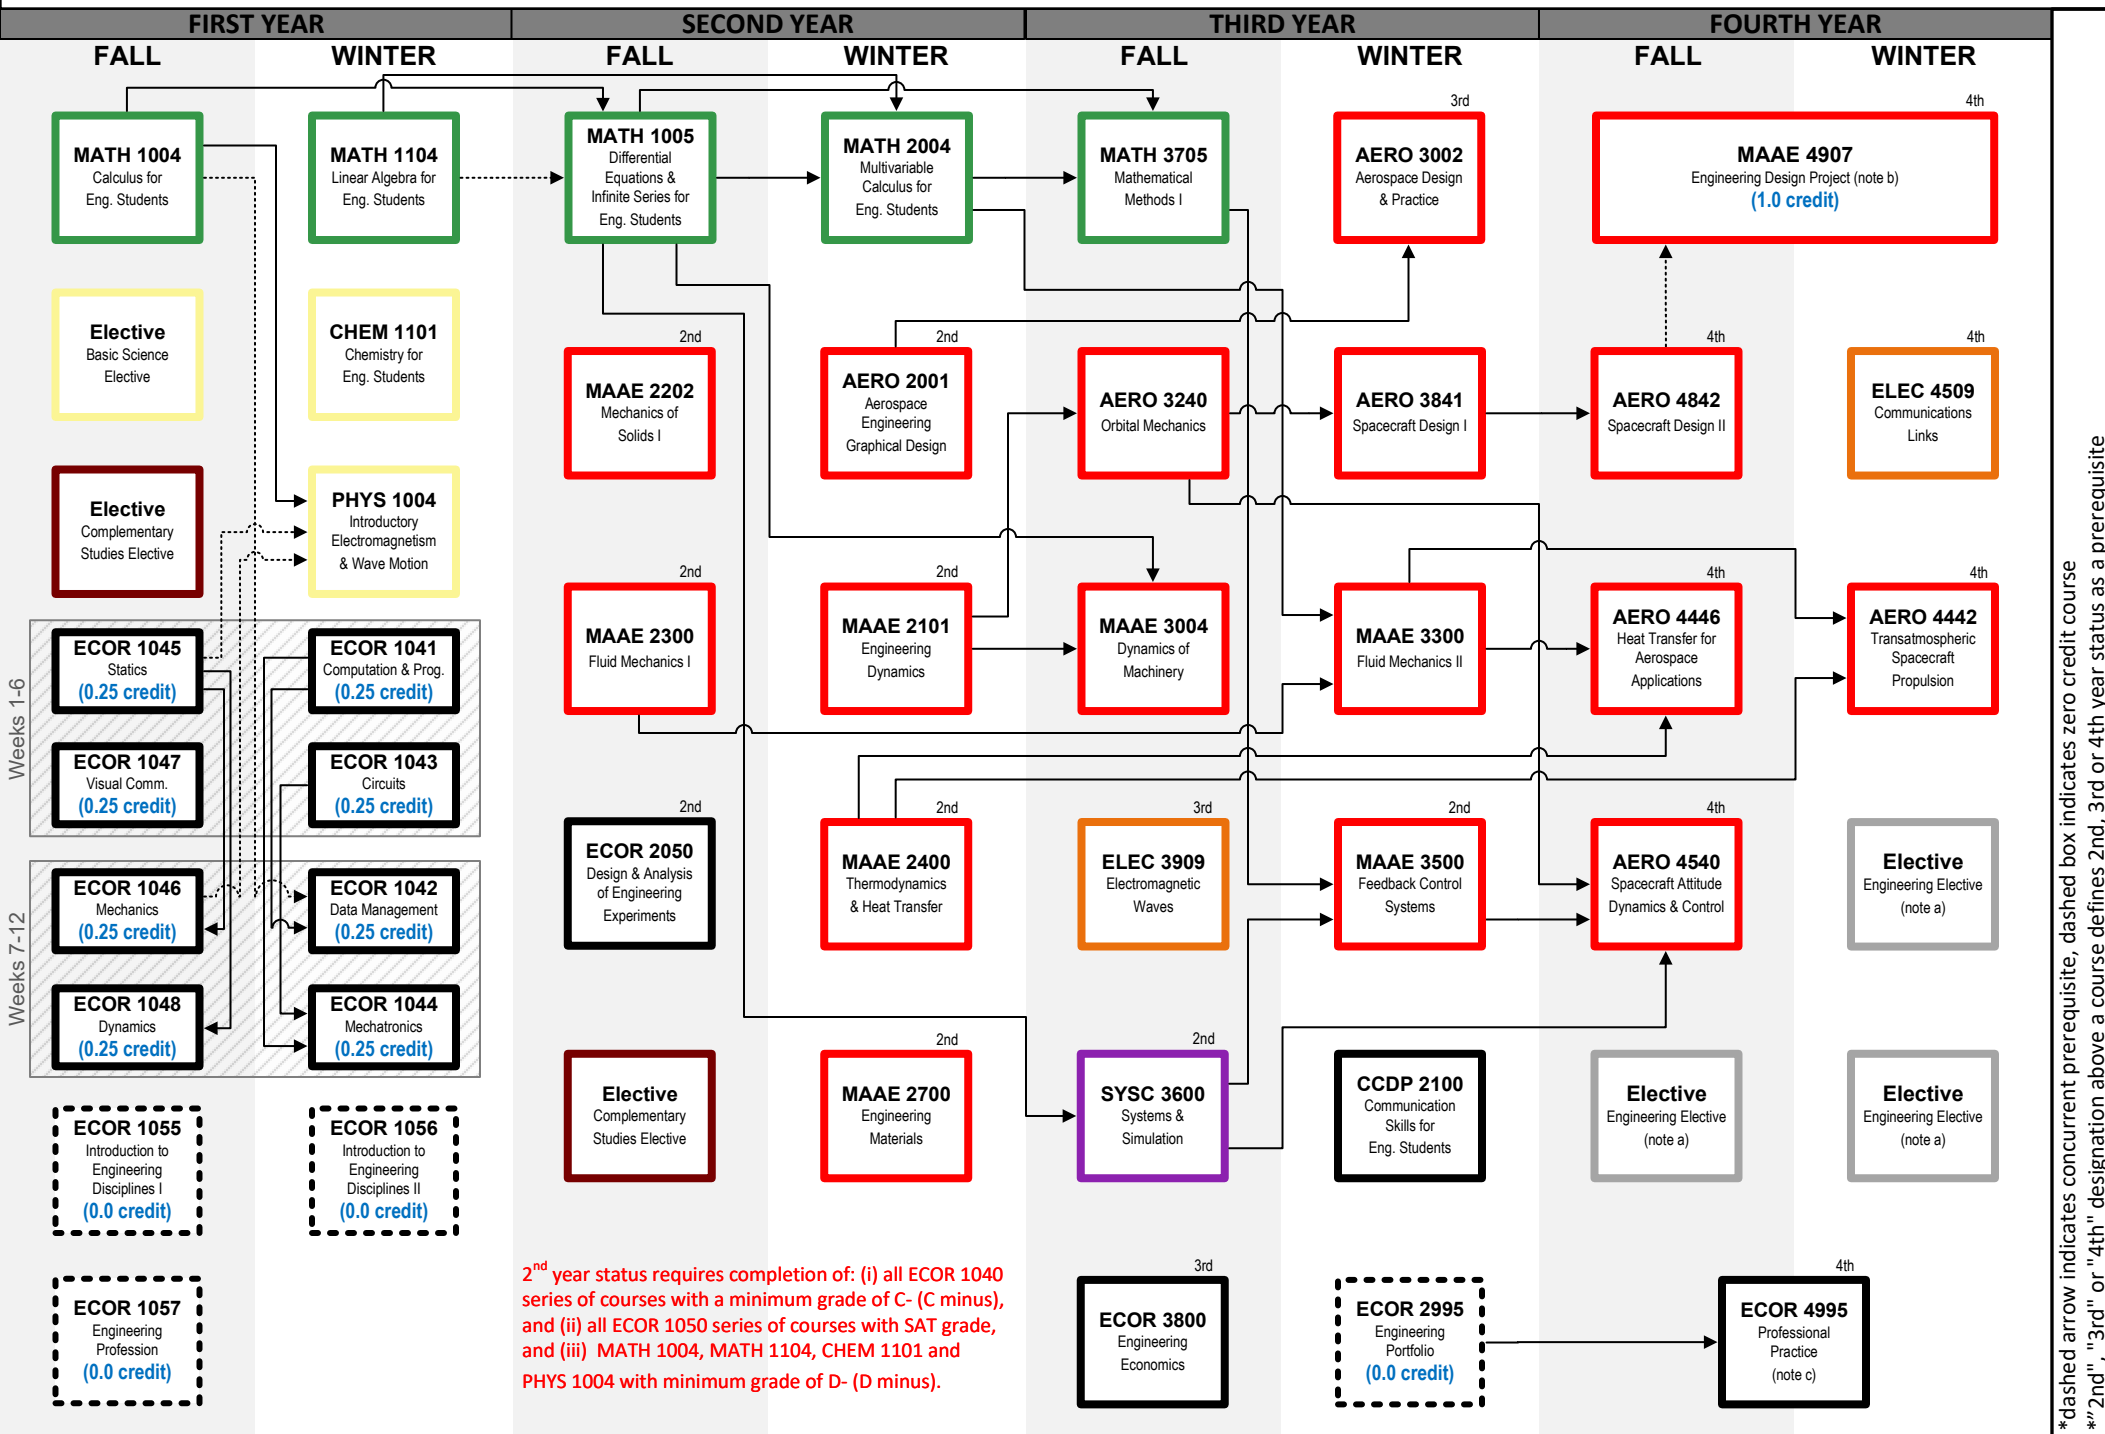 FIRST YEAR
SECOND YEAR
THIRD YEAR
FOURTH YEAR
FALL
WINTER
FALL
WINTER
FALL
WINTER
FALL
WINTER
MATH 1004
Calculus for
Eng. Students
MATH 1104
Linear Algebra for
Eng. Students
MATH 1005
Differential
Equations &
Infinite Series for
Eng. Students
MATH 2004
Multivariable
Calculus for
Eng. Students
MATH 3705
Mathematical
Methods I
3rd
AERO 3002
Aerospace Design
& Practice
4th
MAAE 4907
Engineering Design Project (note b)
(1.0 credit)
Elective
Basic Science
Elective
CHEM 1101
Chemistry for
Eng. Students
2nd
MAAE 2202
Mechanics of
Solids I
2nd
AERO 2001
Aerospace
Engineering
Graphical Design
AERO 3240
Orbital Mechanics
AERO 3841
Spacecraft Design I
4th
AERO 4842
Spacecraft Design II
4th
ELEC 4509
Communications
Links
Elective
Complementary
Studies Elective
PHYS 1004
Introductory
Electromagnetism
& Wave Motion
2nd
MAAE 2300
Fluid Mechanics I
2nd
MAAE 2101
Engineering
Dynamics
MAAE 3004
Dynamics of
Machinery
MAAE 3300
Fluid Mechanics II
4th
AERO 4446
Heat Transfer for
Aerospace
Applications
4th
AERO 4442
Transatmospheric
Spacecraft
Propulsion
Weeks 1-6
ECOR 1045
Statics
(0.25 credit)
ECOR 1041
Computation & Prog.
(0.25 credit)
ECOR 1047
Visual Comm.
(0.25 credit)
ECOR 1043
Circuits
(0.25 credit)
Weeks 7-12
ECOR 1046
Mechanics
(0.25 credit)
ECOR 1042
Data Management
(0.25 credit)
ECOR 1048
Dynamics
(0.25 credit)
ECOR 1044
Mechatronics
(0.25 credit)
2nd
ECOR 2050
Design & Analysis
of Engineering
Experiments
2nd
MAAE 2400
Thermodynamics
& Heat Transfer
3rd
ELEC 3909
Electromagnetic
Waves
2nd
MAAE 3500
Feedback Control
Systems
4th
AERO 4540
Spacecraft Attitude
Dynamics & Control
Elective
Engineering Elective
(note a)
Elective
Complementary
Studies Elective
2nd
MAAE 2700
Engineering
Materials
2nd
SYSC 3600
Systems &
Simulation
CCDP 2100
Communication
Skills for
Eng. Students
Elective
Engineering Elective
(note a)
Elective
Engineering Elective
(note a)
ECOR 1055
Introduction to
Engineering
Disciplines I
(0.0 credit)
ECOR 1056
Introduction to
Engineering
Disciplines II
(0.0 credit)
ECOR 1057
Engineering
Profession
(0.0 credit)
2nd year status requires completion of: (i) all ECOR 1040
series of courses with a minimum grade of C- (C minus),
and (ii) all ECOR 1050 series of courses with SAT grade,
and (iii) MATH 1004, MATH 1104, CHEM 1101 and
PHYS 1004 with minimum grade of D- (D minus).
3rd
ECOR 3800
Engineering
Economics
ECOR 2995
Engineering
Portfolio
(0.0 credit)
4th
ECOR 4995
Professional
Practice
(note c)
*dashed arrow indicates concurrent prerequisite, dashed box indicates zero credit course
*"2nd", "3rd" or "4th" designation above a course defines 2nd, 3rd or 4th year status as a prerequisite